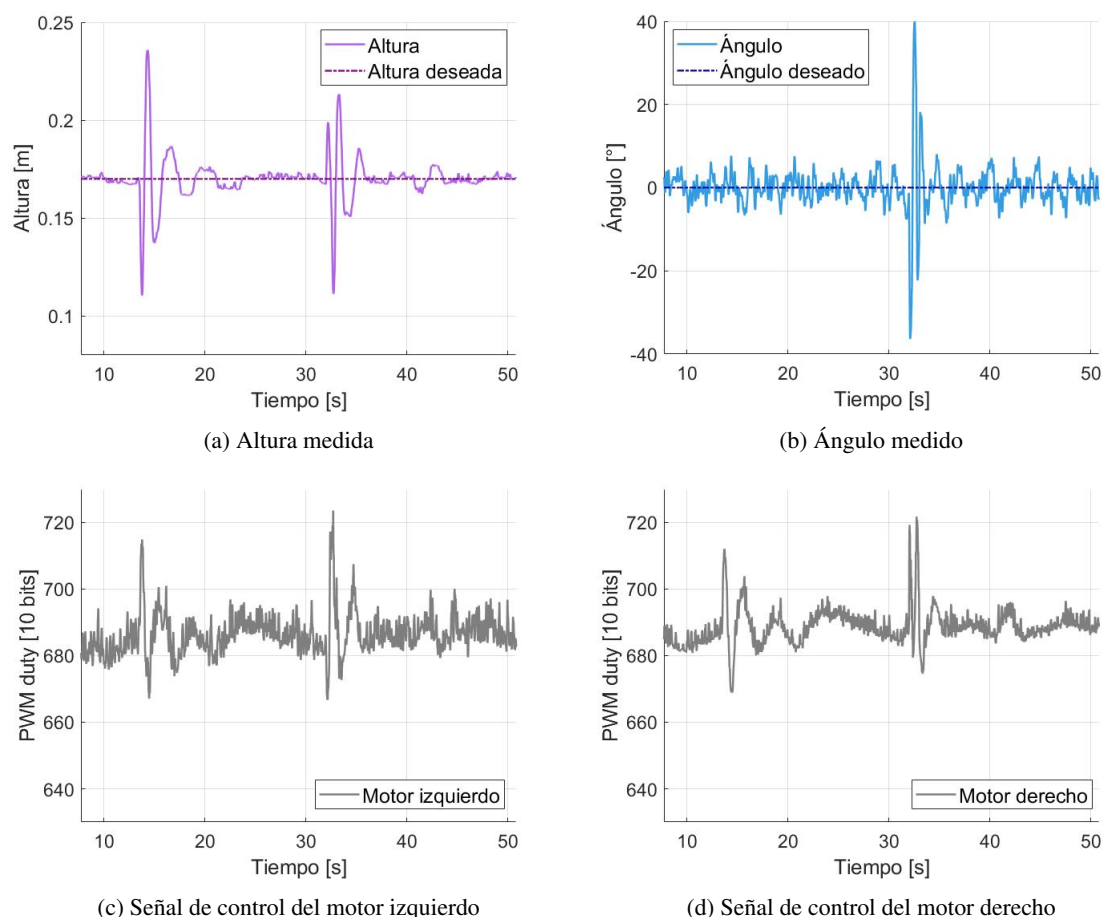 0.25
0.2
0.15
0.1
Altura [m]
Altura
Altura deseada
10 20 30 40 50
Tiempo [s]
(a) Altura medida
40
20
0
-20
-40
Ángulo [°]
Ángulo
Ángulo deseado
10 20 30 40 50
Tiempo [s]
(b) Ángulo medido
720
700
680
660
640
PWM duty [10 bits]
Motor izquierdo
10 20 30 40 50
Tiempo [s]
(c) Señal de control del motor izquierdo
720
700
680
660
640
PWM duty [10 bits]
Motor derecho
10 20 30 40 50
Tiempo [s]
(d) Señal de control del motor derecho